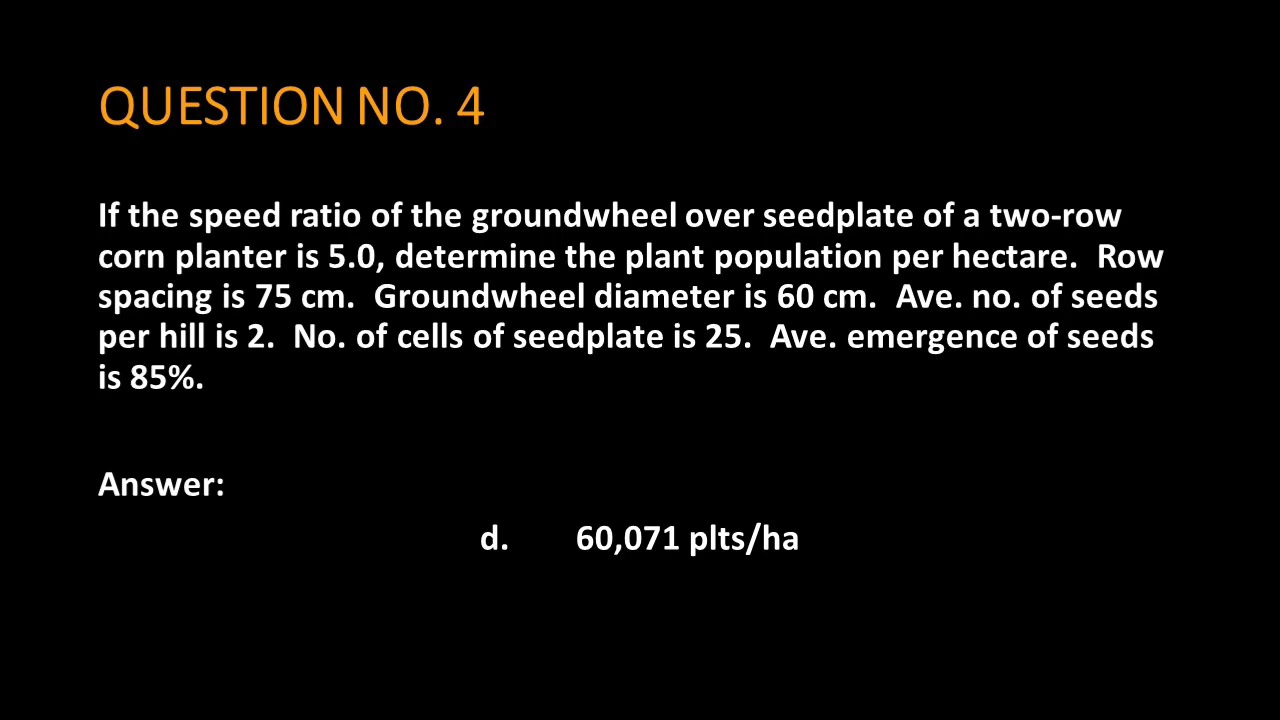 QUESTION NO. 4
If the speed ratio of the groundwheel over seedplate of a two-row
corn planter is 5.0, determine the plant population per hectare.  Row
spacing is 75 cm.  Groundwheel diameter is 60 cm.  Ave. no. of seeds
per hill is 2.  No. of cells of seedplate is 25.  Ave. emergence of seeds
is 85%.
Answer:
d. 60,071 plts/ha